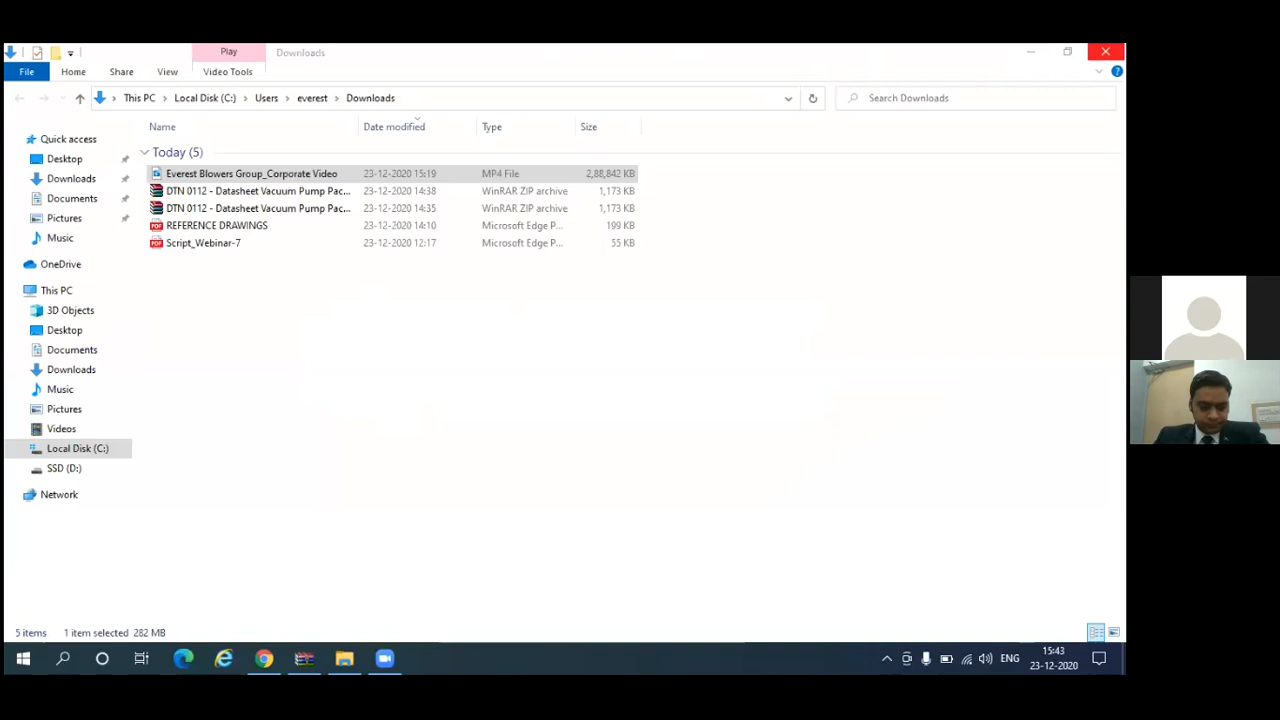 Play
Downloads
File
Home
Share
View
Video Tools
This PC
Local Disk (C:)
Users
everest
Downloads
Search Downloads
Name
Date modified
Type
Size
Quick access
Desktop
Downloads
Documents
Pictures
Music
OneDrive
This PC
3D Objects
Desktop
Documents
Downloads
Music
Pictures
Videos
Local Disk (C:)
SSD (D:)
Network
Today (5)
Everest Blowers Group_Corporate Video 23-12-2020 15:19 MP4 File 2,88,842 KB
DTN 0112 - Datasheet Vacuum Pump Pac... 23-12-2020 14:38 WinRAR ZIP archive 1,173 KB
DTN 0112 - Datasheet Vacuum Pump Pac... 23-12-2020 14:35 WinRAR ZIP archive 1,173 KB
REFERENCE DRAWINGS 23-12-2020 14:10 Microsoft Edge P... 199 KB
Script_Webinar-7 23-12-2020 12:17 Microsoft Edge P... 55 KB
5 items 1 item selected 282 MB
ENG
15:43
23-12-2020